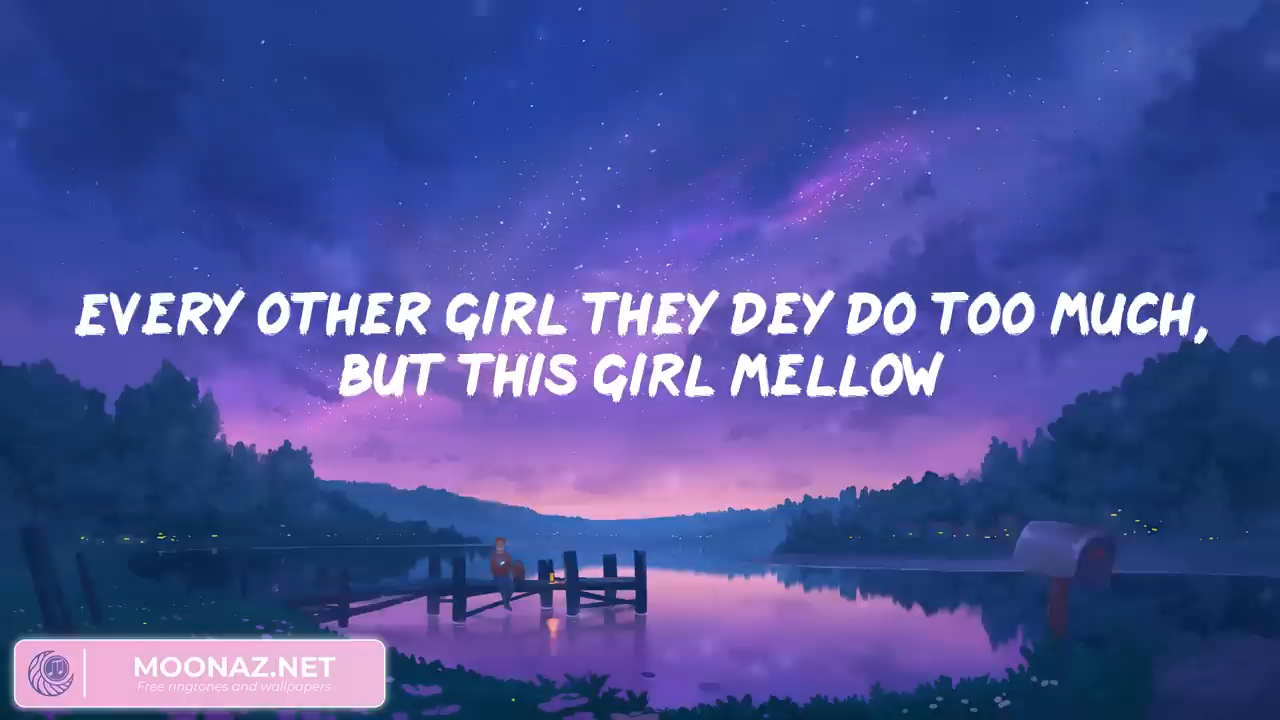 EVERY OTHER GIRL THEY DEY DO TOO MUCH,
BUT THIS GIRL MELLOW
MOONAZ.NET
Free ringtones and wallpapers